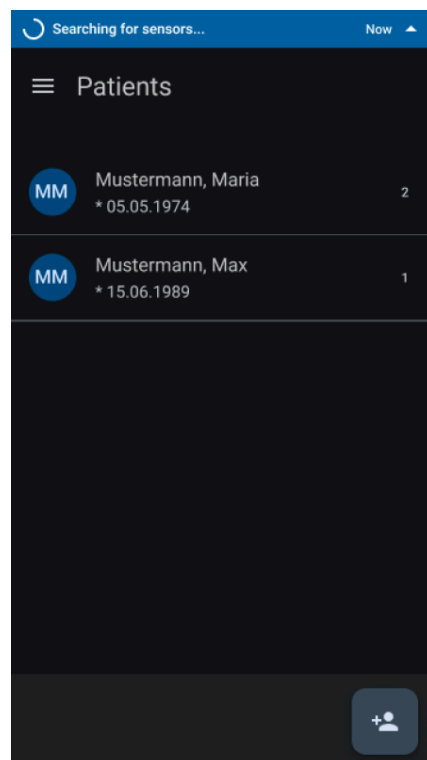 Searching for sensors... Now
Patients
MM Mustermann, Maria
* 05.05.1974 2
MM Mustermann, Max
* 15.06.1989 1